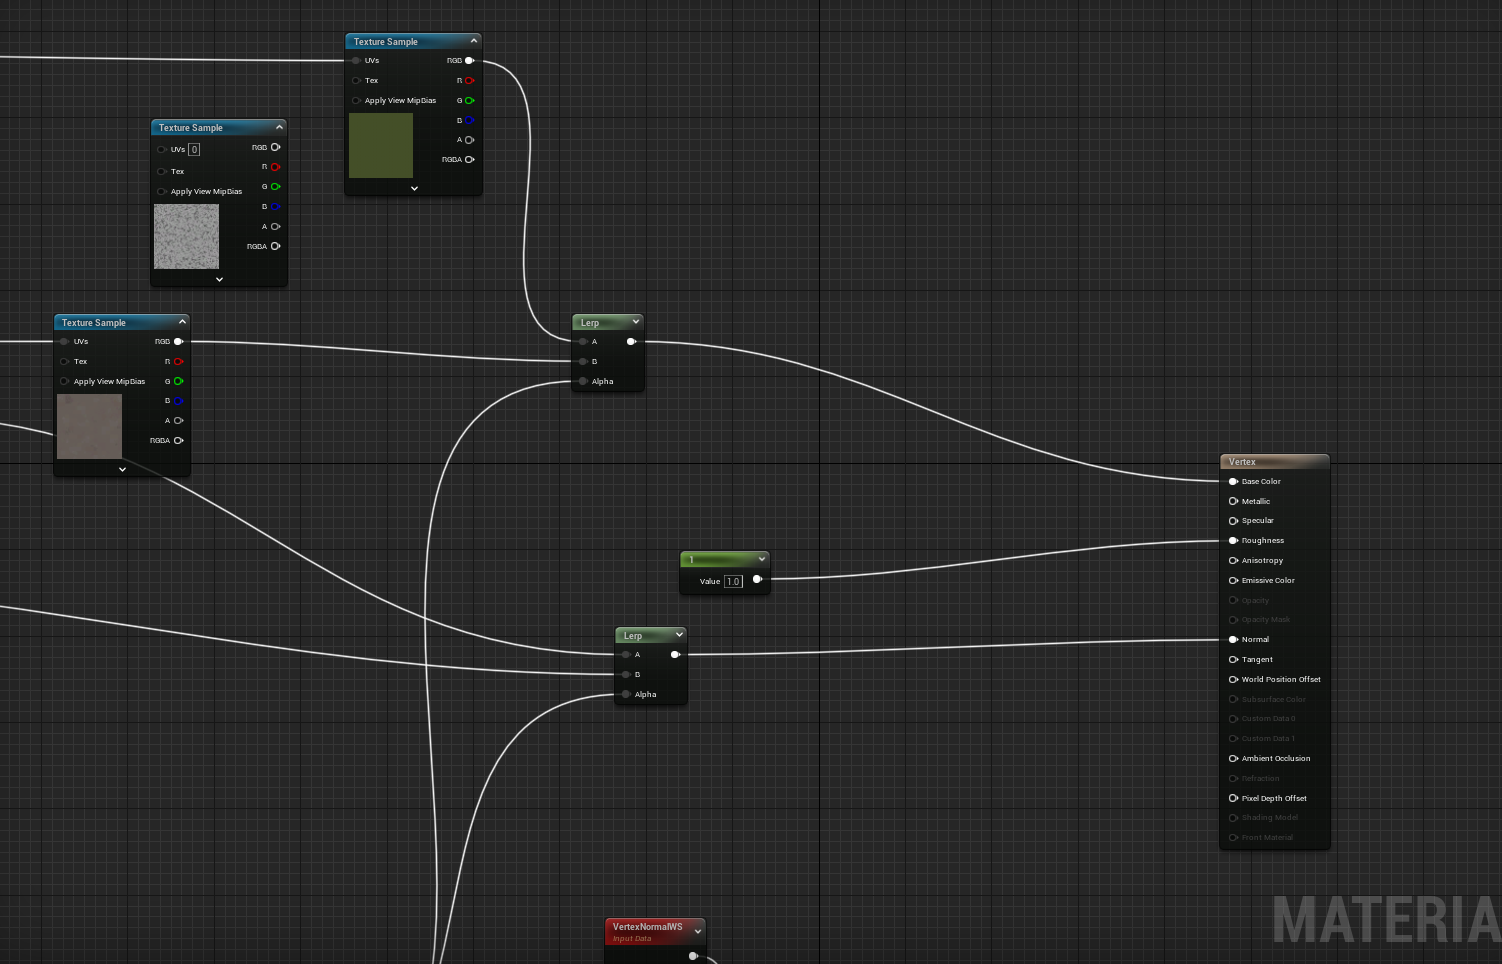 Texture Sample
UVs
RGB
Tex
R
Apply View MipBias
G
B
A
RGBA
Texture Sample
UVs 0
RGB
Tex
R
Apply View MipBias
G
B
A
RGBA
Texture Sample
UVs
RGB
Tex
R
Apply View MipBias
G
B
A
RGBA
Lerp
A
B
Alpha
Vertex
Base Color
Metallic
Specular
Roughness
Anisotropy
Emissive Color
Opacity
Opacity Mask
Normal
Tangent
World Position Offset
Subsurface Color
Custom Data 0
Custom Data 1
Ambient Occlusion
Refraction
Pixel Depth Offset
Shading Model
Front Material
1
Value 1.0
Lerp
A
B
Alpha
VertexNormalWS
Input Data
MATERIA